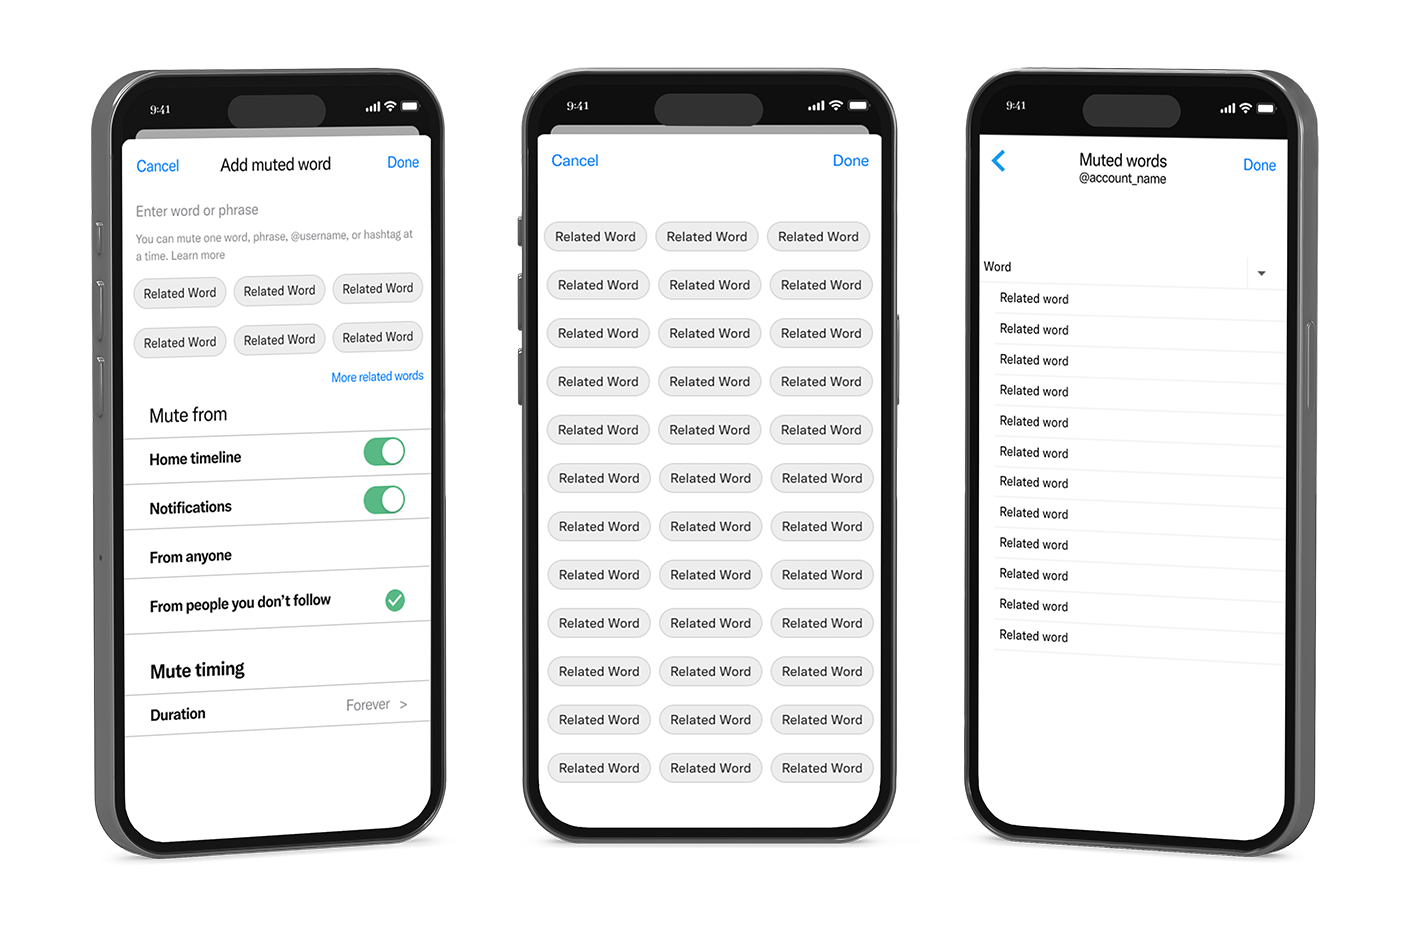 9:41
Cancel Add muted word Done
Enter word or phrase
You can mute one word, phrase, @username, or hashtag at
a time. Learn more
Related Word Related Word Related Word
Related Word Related Word Related Word
More related words
Mute from
Home timeline
Notifications
From anyone
From people you don't follow
Mute timing
Duration Forever >
9:41
Cancel Done
Related Word Related Word Related Word
Related Word Related Word Related Word
Related Word Related Word Related Word
Related Word Related Word Related Word
Related Word Related Word Related Word
Related Word Related Word Related Word
Related Word Related Word Related Word
Related Word Related Word Related Word
Related Word Related Word Related Word
Related Word Related Word Related Word
Related Word Related Word Related Word
Related Word Related Word Related Word
9:41
Muted words Done
@account_name
Word
Related word
Related word
Related word
Related word
Related word
Related word
Related word
Related word
Related word
Related word
Related word
Related word